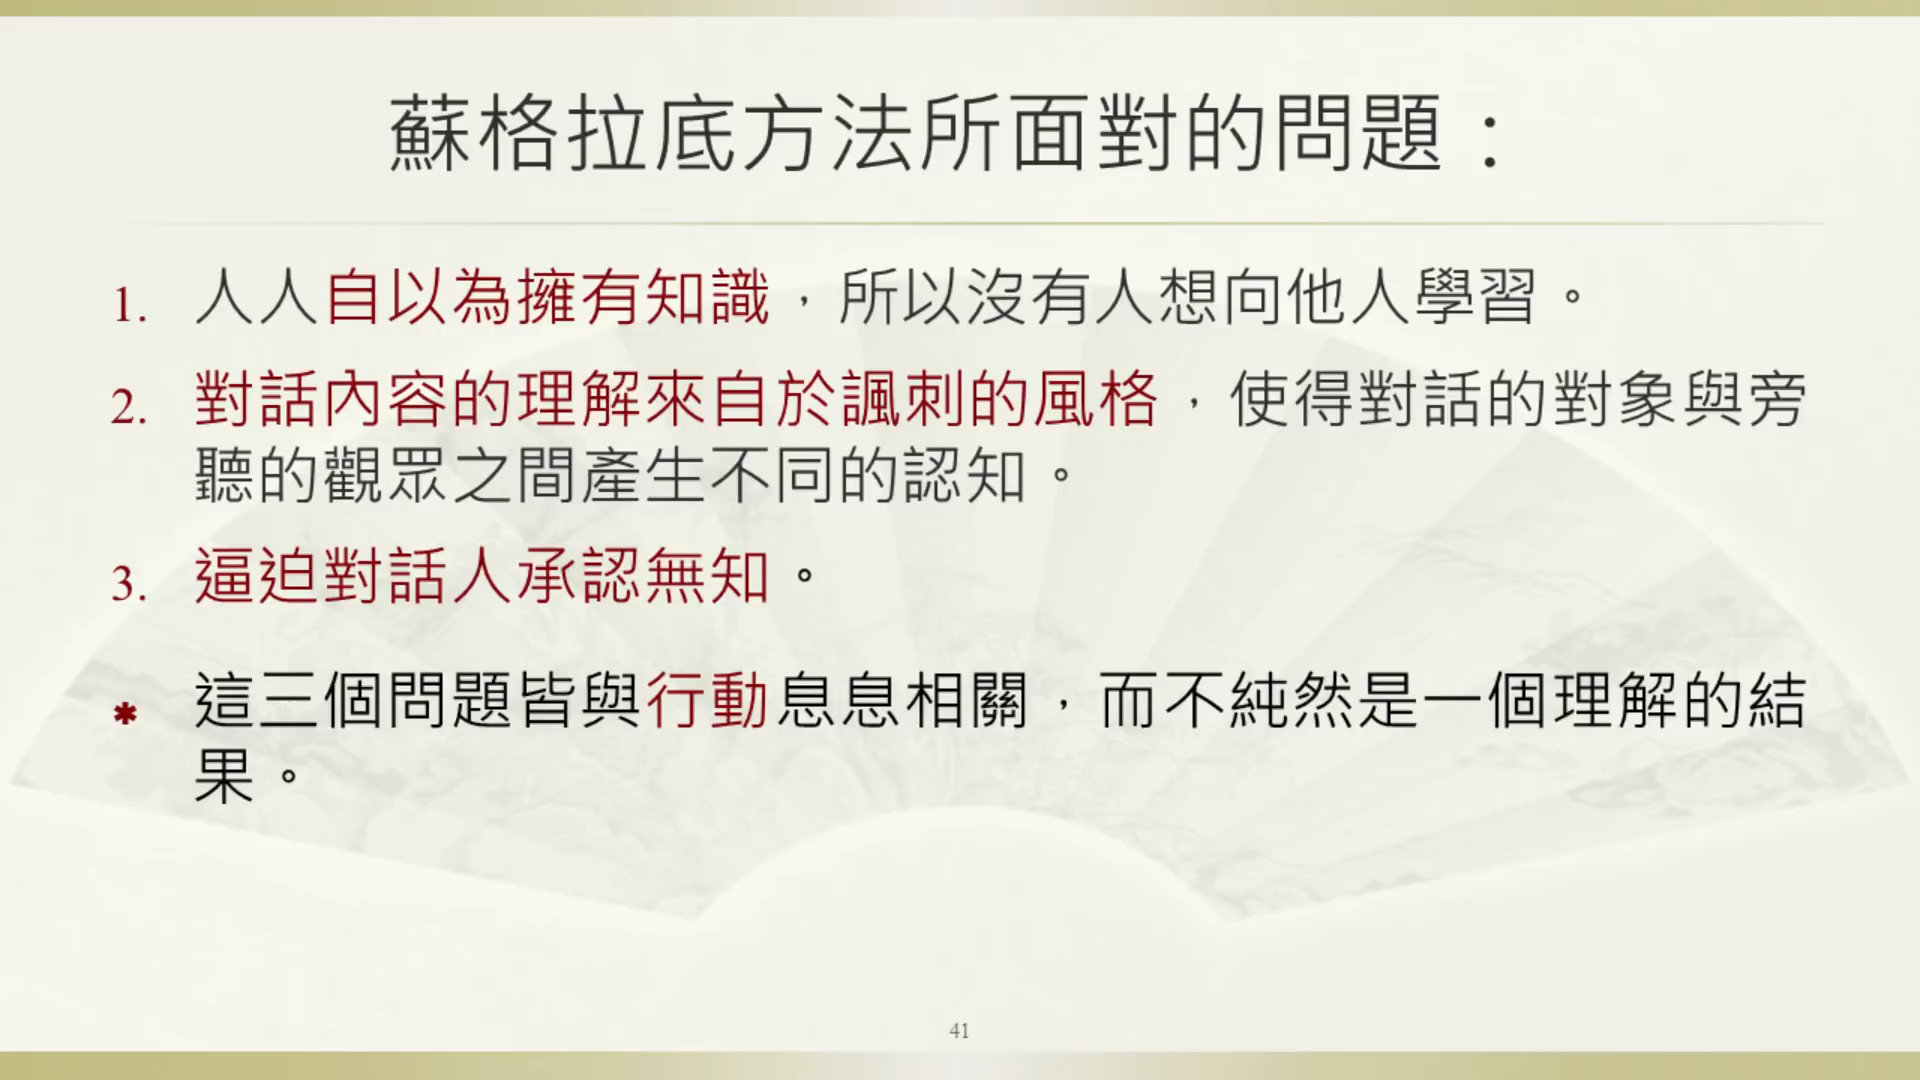 蘇格拉底方法所面對的問題：
1. 人人自以為擁有知識，所以沒有人想向他人學習。
2. 對話內容的理解來自於諷刺的風格，使得對話的對象與旁
聽的觀眾之間產生不同的認知。
3. 逼迫對話人承認無知。
* 這三個問題皆與行動息息相關，而不純然是一個理解的結
果。
41